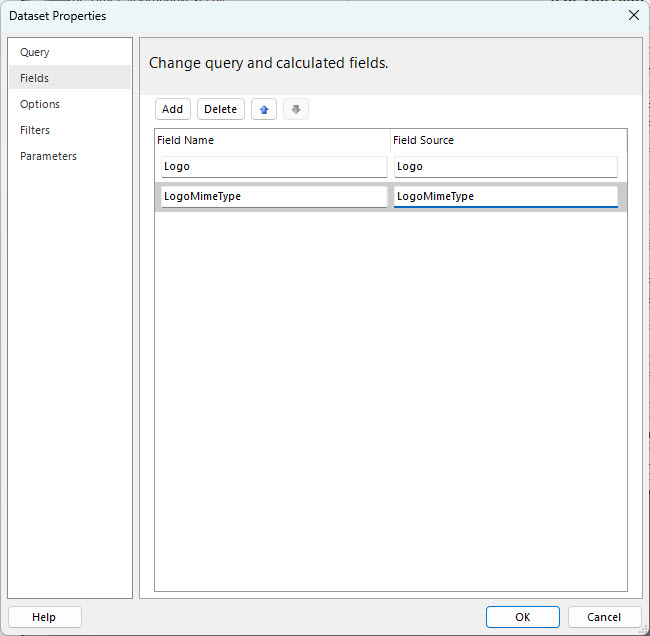 Dataset Properties
Query
Fields
Options
Filters
Parameters
Change query and calculated fields.
Add Delete
Field Name Field Source
Logo Logo
LogoMimeType LogoMimeType
Help OK Cancel